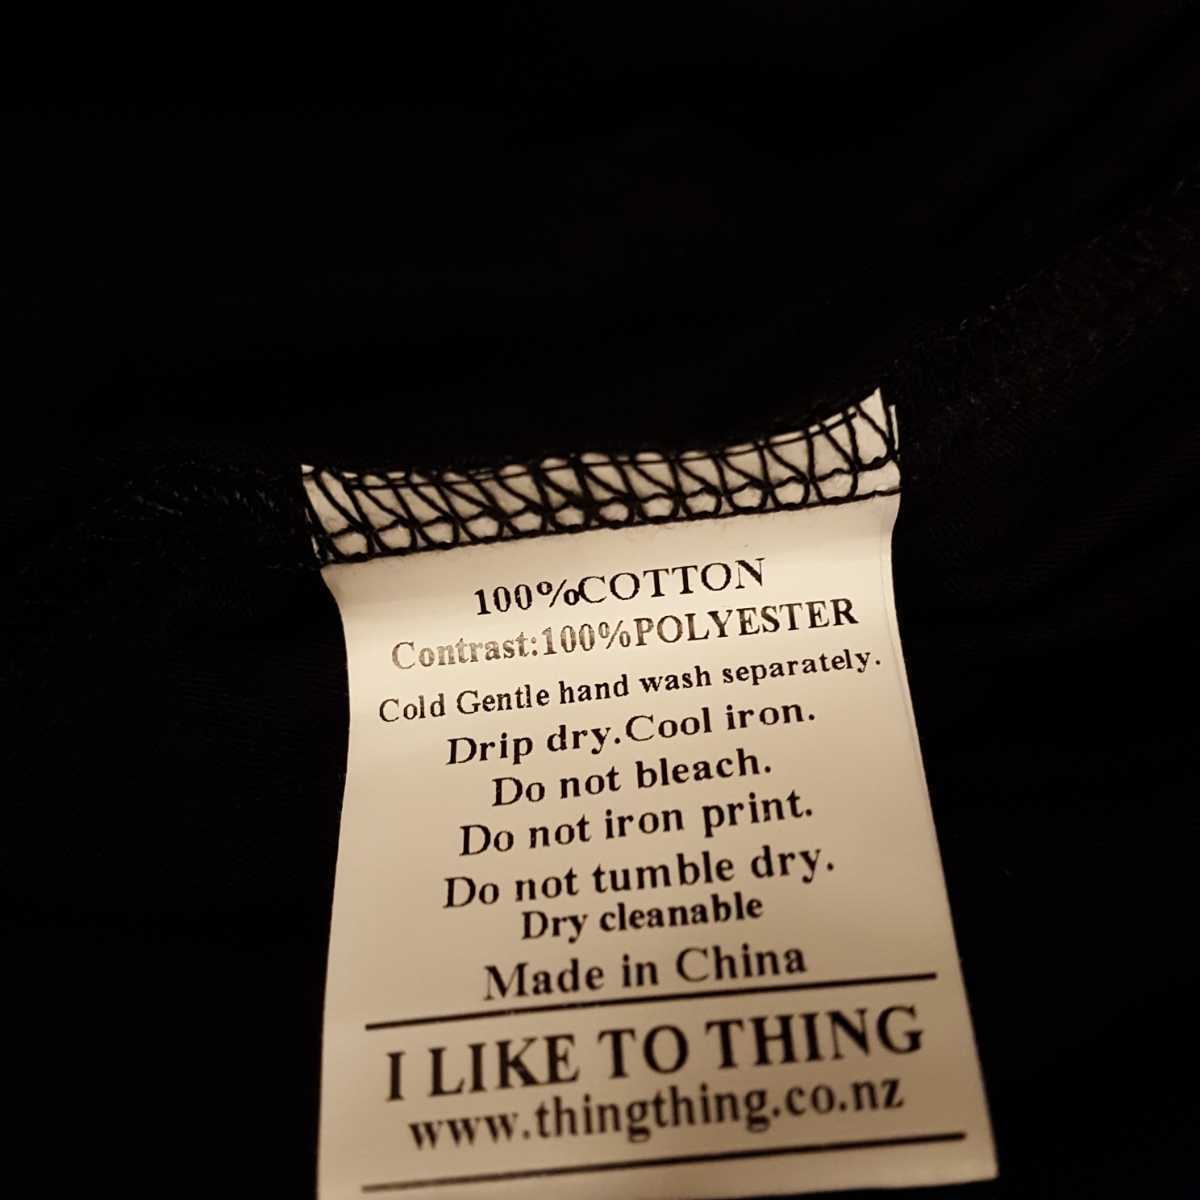 100%COTTON
Contrast:100%POLYESTER
Cold Gentle hand wash separately.
Drip dry.Cool iron.
Do not bleach.
Do not iron print.
Do not tumble dry.
Dry cleanable
Made in China
I LIKE TO THING
www.thingthing.co.nz